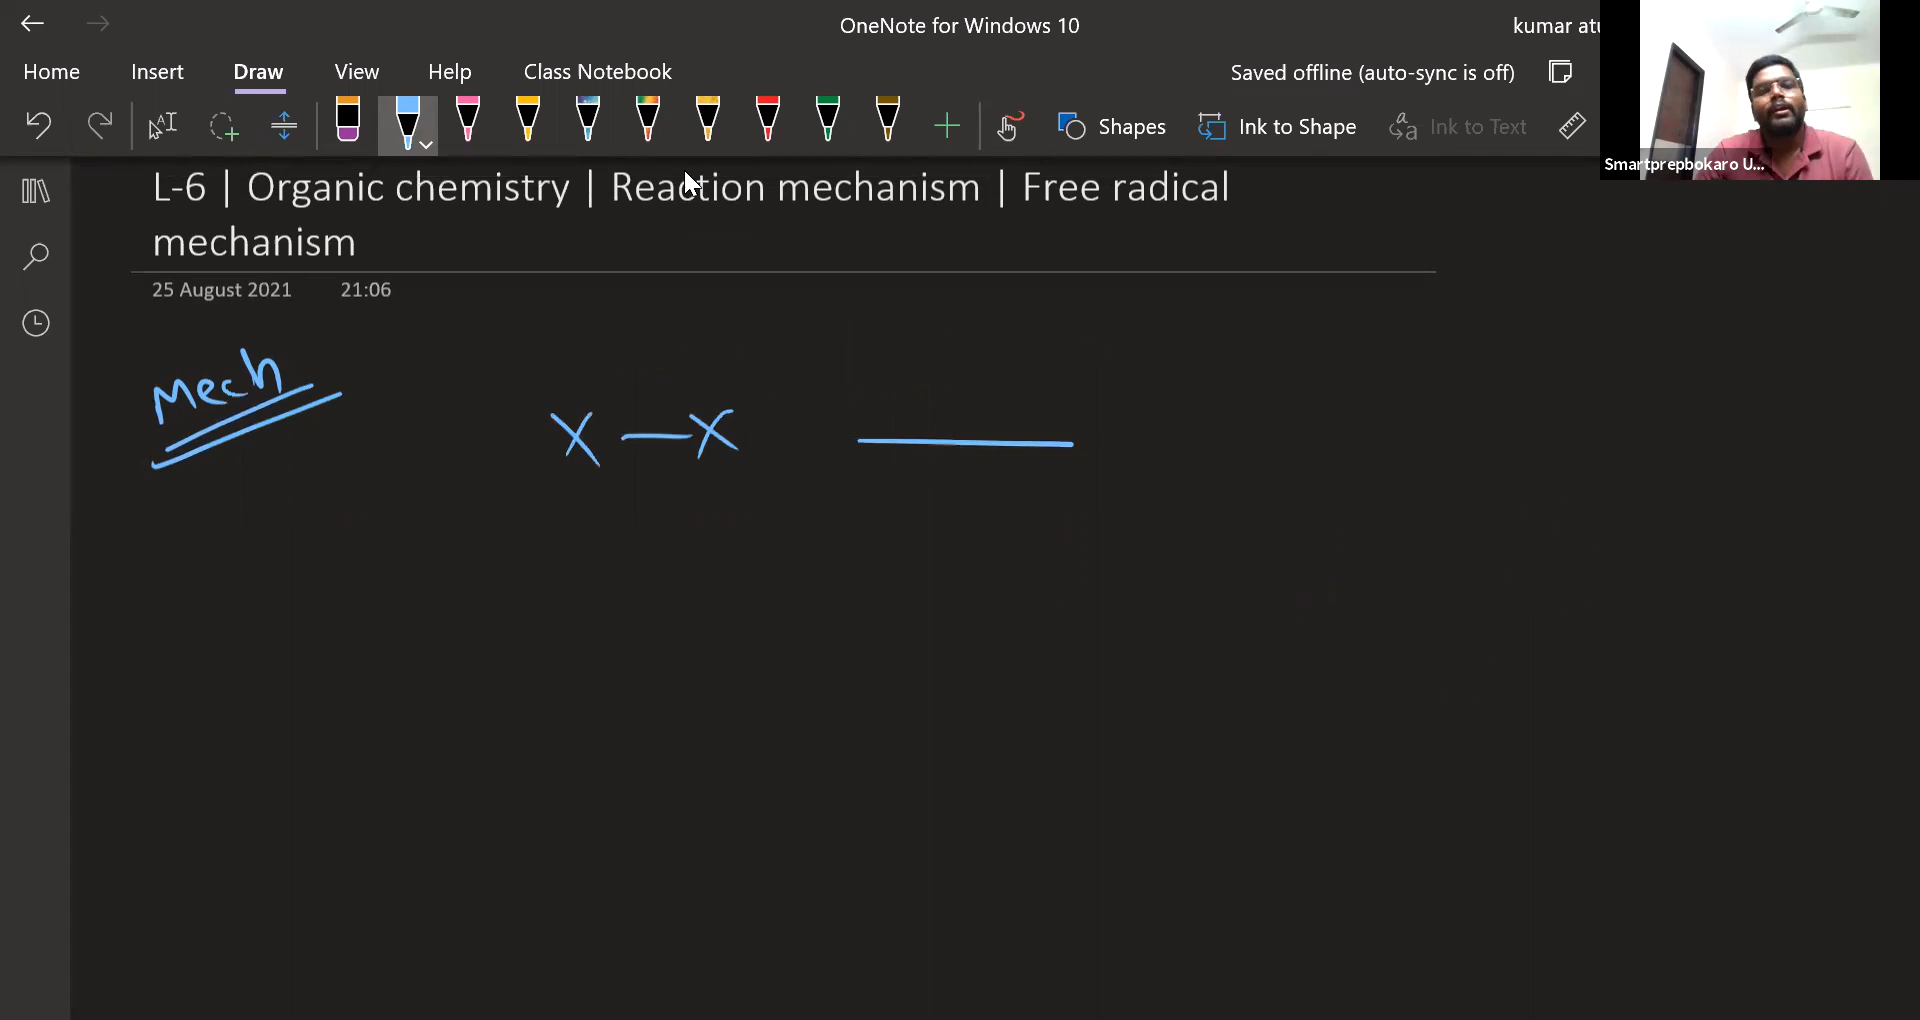 OneNote for Windows 10
kumar atu
Home Insert Draw View Help Class Notebook
Saved offline (auto-sync is off)
Shapes Ink to Shape Ink to Text
Smartprepbokaro U...
L-6 | Organic chemistry | Reaction mechanism | Free radical
mechanism
25 August 2021 21:06
Mech
X — X